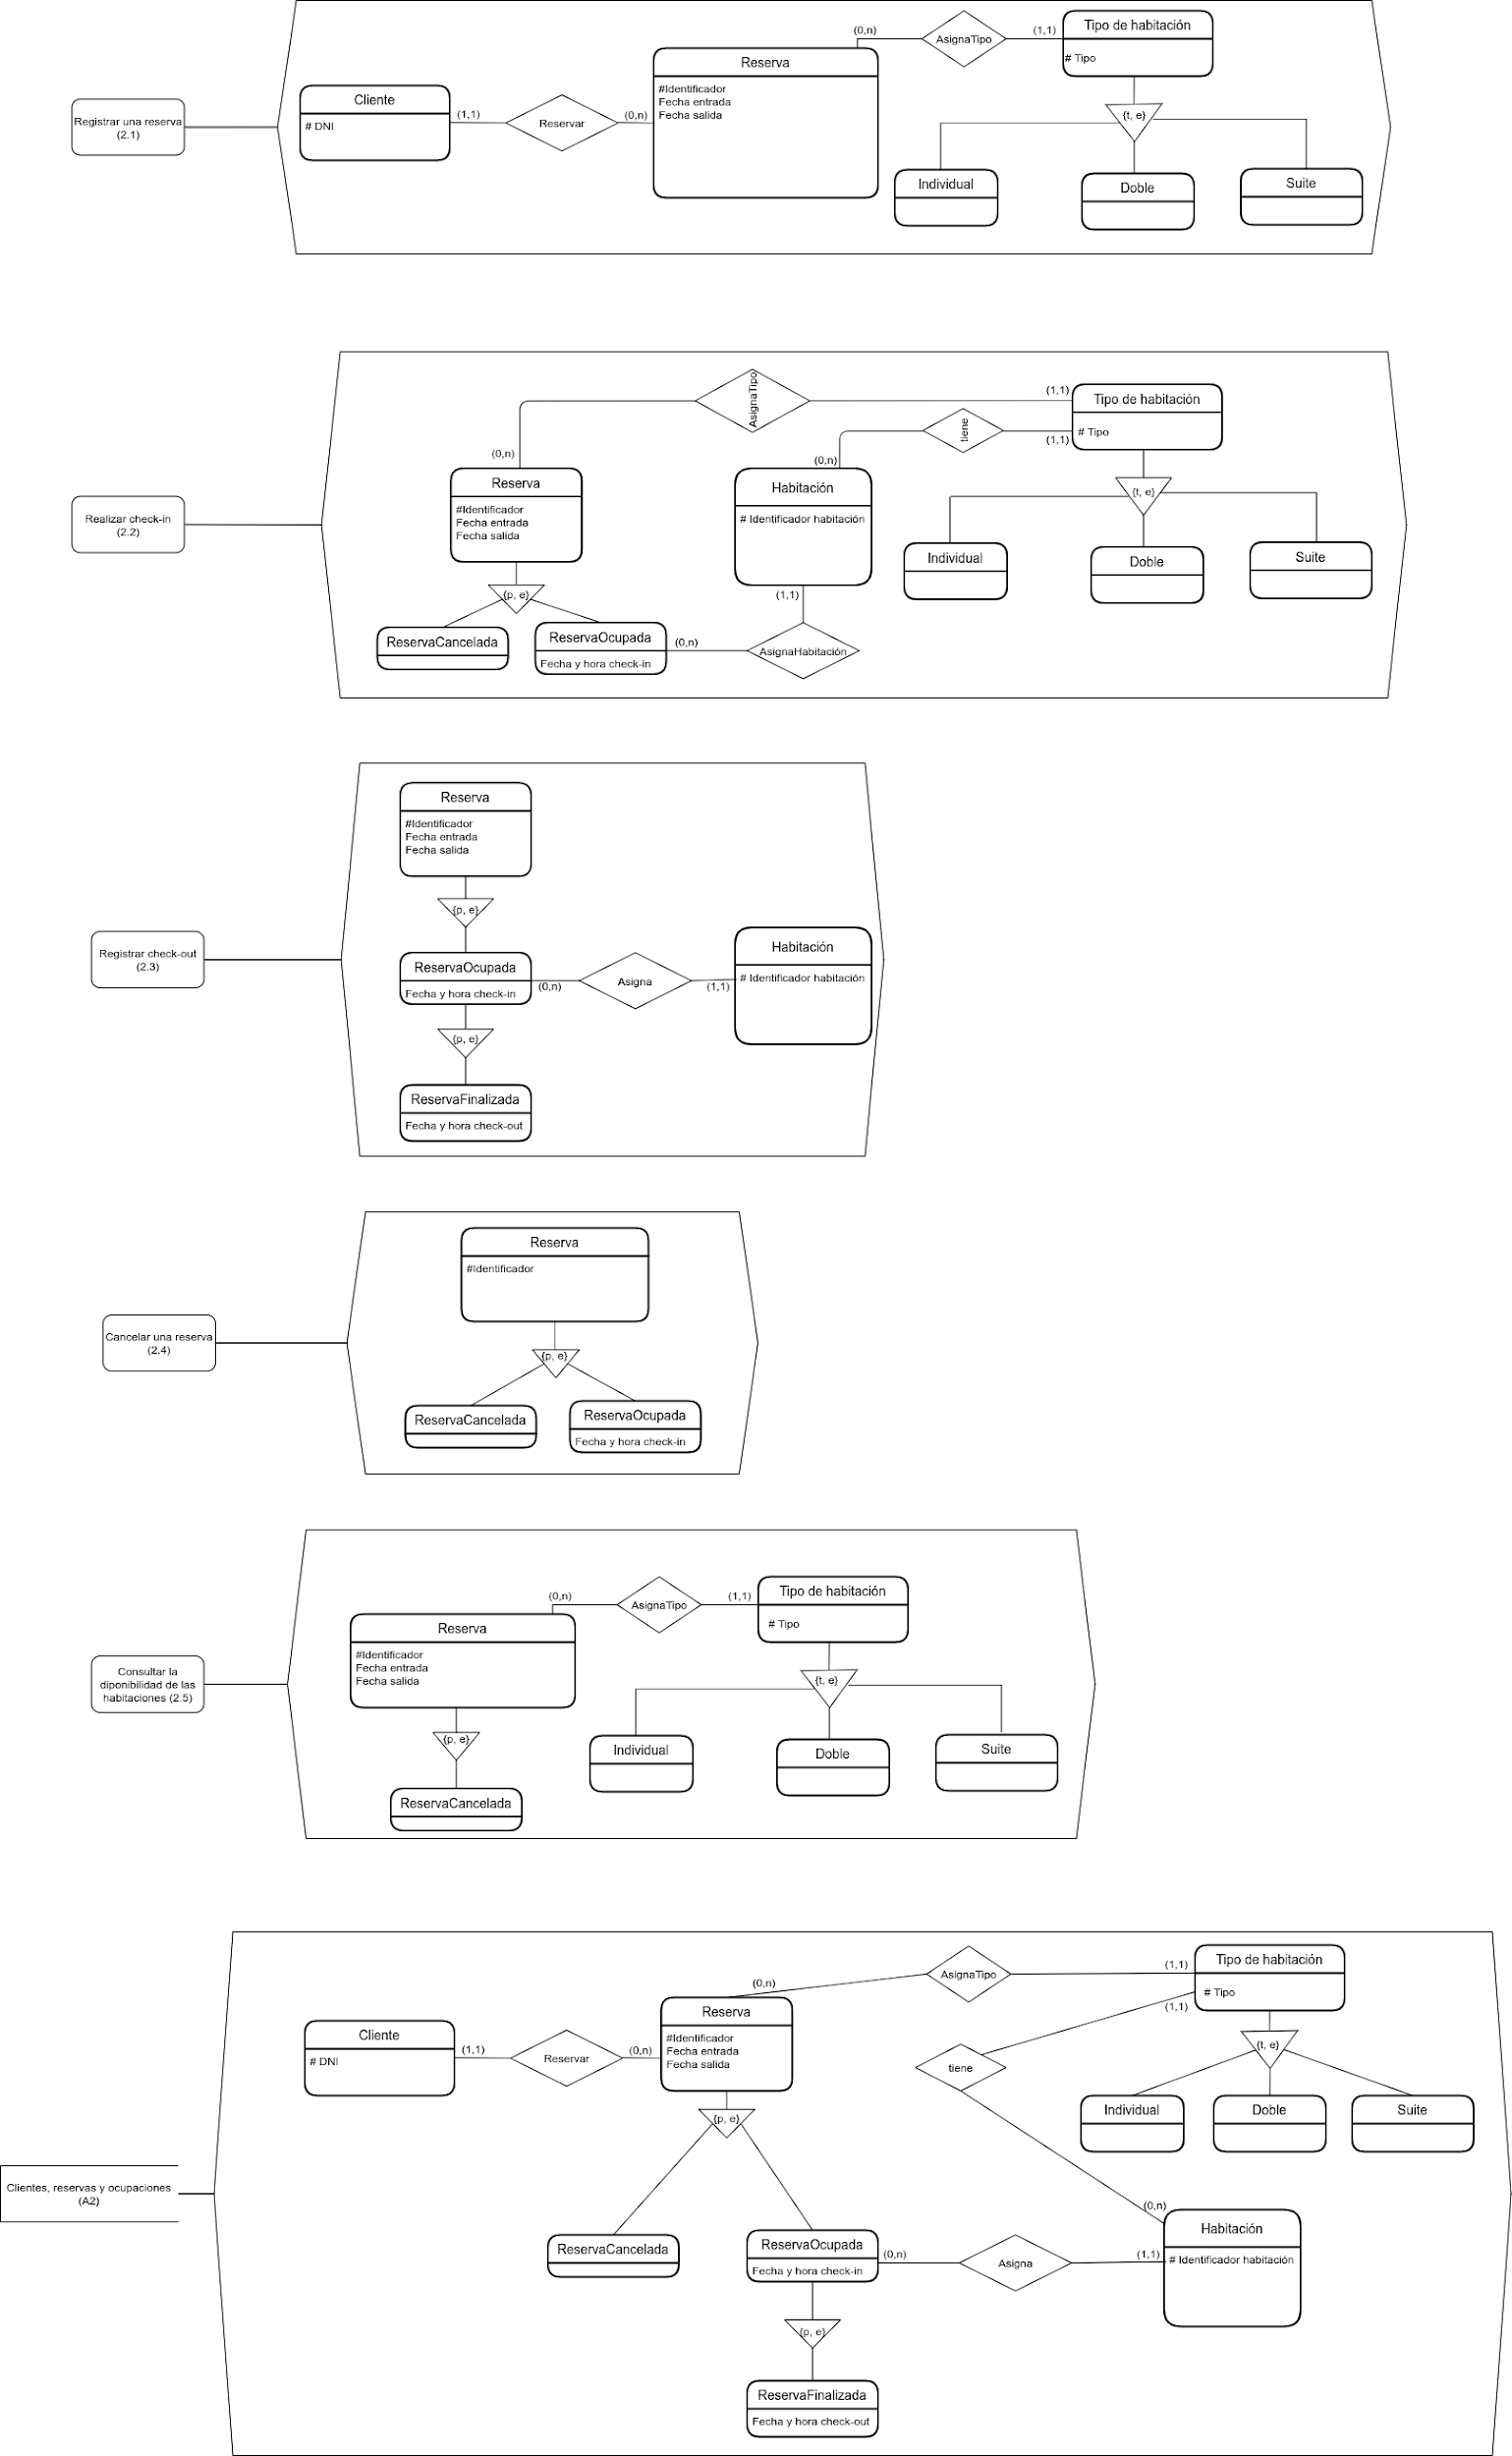 Registrar una reserva
(2.1)
Cliente
# DNI
(1,1)
Reservar
(0,n)
Reserva
#Identificador
Fecha entrada
Fecha salida
(0,n)
AsignaTipo
(1,1)
Tipo de habitación
# Tipo
{t, e}
Individual
Doble
Suite
Realizar check-in
(2.2)
AsignaTipo
(1,1)
Tipo de habitación
# Tipo
tiene
(1,1)
(0,n)
(0,n)
Reserva
#Identificador
Fecha entrada
Fecha salida
Habitación
# Identificador habitación
{t, e}
Individual
Doble
Suite
{p, e}
(1,1)
ReservaCancelada
ReservaOcupada
Fecha y hora check-in
(0,n)
AsignaHabitación
Registrar check-out
(2.3)
Reserva
#Identificador
Fecha entrada
Fecha salida
{p, e}
ReservaOcupada
Fecha y hora check-in
(0,n)
Asigna
(1,1)
Habitación
# Identificador habitación
{p, e}
ReservaFinalizada
Fecha y hora check-out
Cancelar una reserva
(2.4)
Reserva
#Identificador
{p, e}
ReservaCancelada
ReservaOcupada
Fecha y hora check-in
Consultar la
diponibilidad de las
habitaciones (2.5)
Reserva
#Identificador
Fecha entrada
Fecha salida
(0,n)
AsignaTipo
(1,1)
Tipo de habitación
# Tipo
{t, e}
Individual
Doble
Suite
{p, e}
ReservaCancelada
Clientes, reservas y ocupaciones
(A2)
Cliente
# DNI
(1,1)
Reservar
(0,n)
Reserva
#Identificador
Fecha entrada
Fecha salida
(0,n)
AsignaTipo
(1,1)
Tipo de habitación
# Tipo
(1,1)
tiene
{t, e}
Individual
Doble
Suite
{p, e}
ReservaCancelada
ReservaOcupada
Fecha y hora check-in
(0,n)
Asigna
(1,1)
(0,n)
Habitación
# Identificador habitación
{p, e}
ReservaFinalizada
Fecha y hora check-out